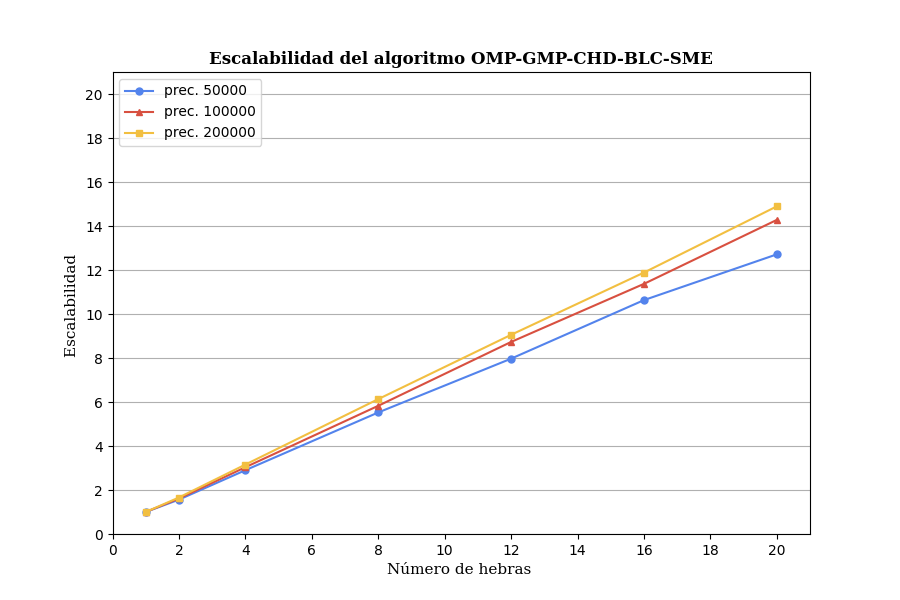 Escalabilidad del algoritmo OMP-GMP-CHD-BLC-SME
prec. 50000
prec. 100000
prec. 200000
Escalabilidad
20
18
16
14
12
10
8
6
4
2
0
0 2 4 6 8 10 12 14 16 18 20
Número de hebras